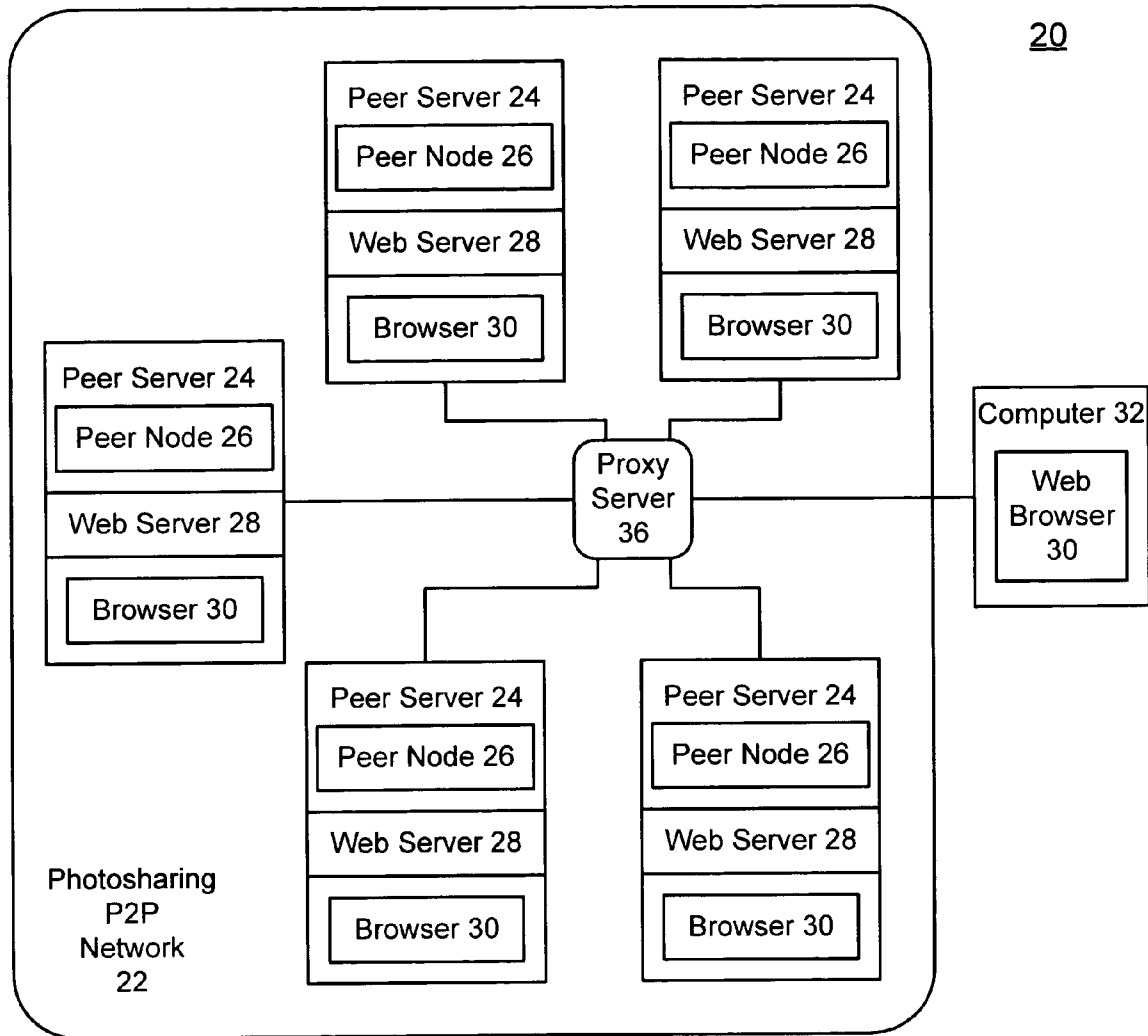 20
Peer Server 24
Peer Node 26
Web Server 28
Browser 30
Peer Server 24
Peer Node 26
Web Server 28
Browser 30
Peer Server 24
Peer Node 26
Web Server 28
Browser 30
Proxy
Server
36
Computer 32
Web
Browser
30
Peer Server 24
Peer Node 26
Web Server 28
Browser 30
Peer Server 24
Peer Node 26
Web Server 28
Browser 30
Photosharing
P2P
Network
22